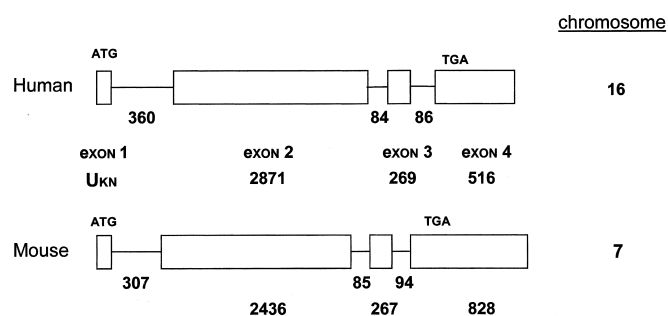 chromosome
ATG TGA
Human 16
360 84 86
exon 1 exon 2 exon 3 exon 4
Ukn 2871 269 516
ATG TGA
Mouse 7
307 85 94
2436 267 828